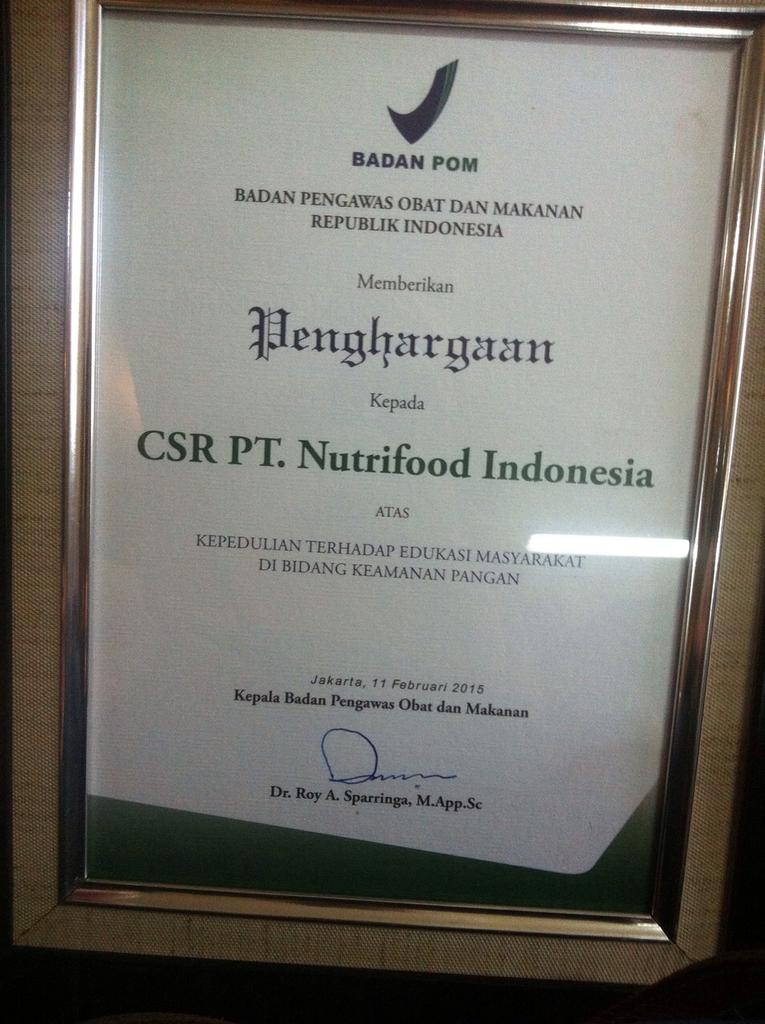 BADAN POM
BADAN PENGAWAS OBAT DAN MAKANAN
REPUBLIK INDONESIA
Memberikan
Penghargaan
Kepada
CSR PT. Nutrifood Indonesia
ATAS
KEPEDULIAN TERHADAP EDUKASI MASYARAKAT
DI BIDANG KEAMANAN PANGAN
Jakarta, 11 Februari 2015
Kepala Badan Pengawas Obat dan Makanan
Dr. Roy A. Sparringa, M.App.Sc